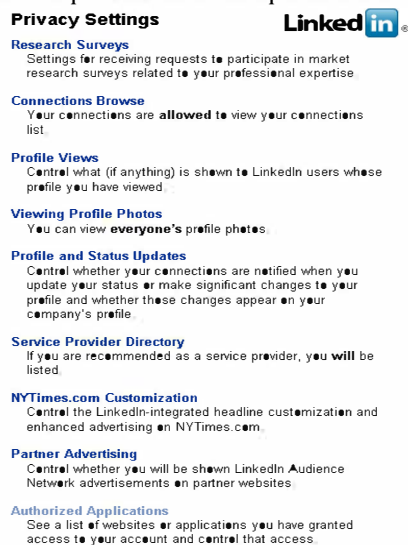 Privacy Settings
LinkedIn®
Research Surveys
Settings for receiving requests to participate in market
research surveys related to your professional expertise
Connections Browse
Your connections are allowed to view your connections
list.
Profile Views
Control what (if anything) is shown to LinkedIn users whose
profile you have viewed.
Viewing Profile Photos
You can view everyone's profile photos.
Profile and Status Updates
Control whether your connections are notified when you
update your status or make significant changes to your
profile and whether those changes appear on your
company's profile.
Service Provider Directory
If you are recommended as a service provider, you will be
listed.
NYTimes.com Customization
Control the LinkedIn-integrated headline customization and
enhanced advertising on NYTimes.com.
Partner Advertising
Control whether you will be shown LinkedIn Audience
Network advertisements on partner websites.
Authorized Applications
See a list of websites or applications you have granted
access to your account and control that access.